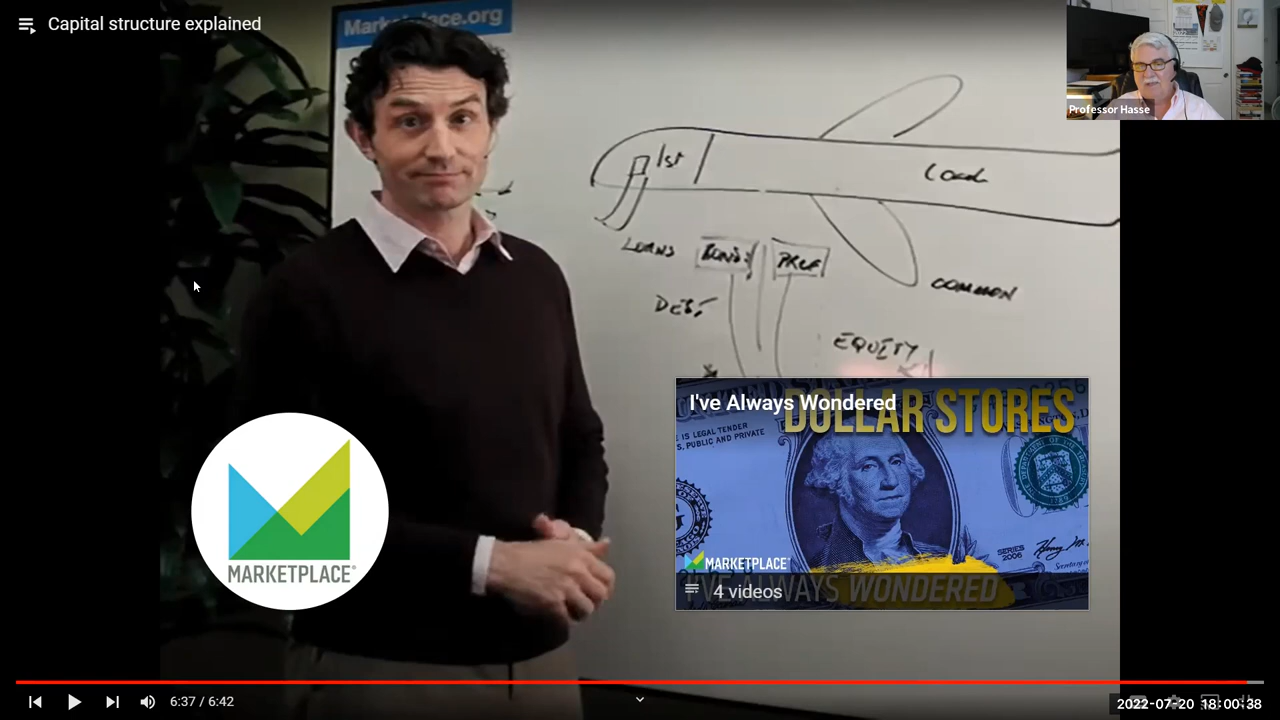 Capital structure explained
Marketplace.org
Professor Hasse
1st
Coach
LOANS
BONDS
PREF
COMMON
DEBT
EQUITY
I've Always Wondered
DOLLAR STORES
IS LEGAL TENDER
PUBLIC AND PRIVATE
SERIES
2006
MARKETPLACE
I'VE ALWAYS WONDERED
4 videos
MARKETPLACE®
6:37 / 6:42
2022-07-20 18:00:38